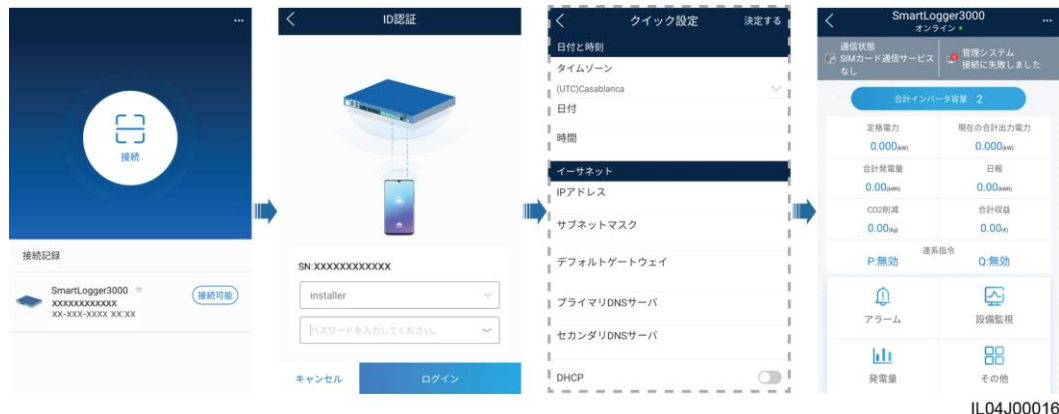 接続
接続記録
SmartLogger3000
XXXXXXXXXXXX
XX-XXX-XXXX XX:XX
接続可能
ID認証
SN:XXXXXXXXXXXX
installer
パスワードを入力してください。
キャンセル
ログイン
クイック設定
決定する
日付と時刻
タイムゾーン
(UTC)Casablanca
日付
時間
イーサネット
IPアドレス
サブネットマスク
デフォルトゲートウェイ
プライマリDNSサーバ
セカンダリDNSサーバ
DHCP
SmartLogger3000
オンライン
通信状態
SIMカード通信サービス
なし
管理システム
接続に失敗しました
合計インバータ容量 2
定格電力
現在の合計出力電力
0.000(kW)
0.000(kW)
合計発電量
日報
0.00(kWh)
0.00(kWh)
CO2削減
合計収益
0.00(kg)
0.00(€)
連系指令
P:無効
Q:無効
アラーム
設備監視
発電量
その他
IL04J00016